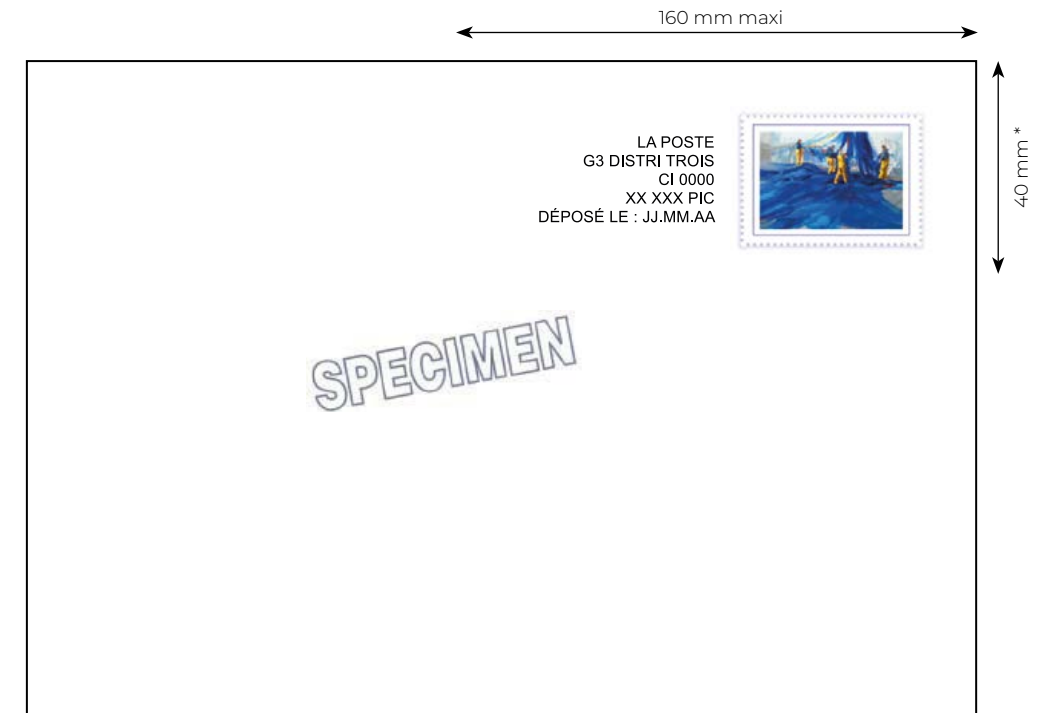 160 mm maxi
40 mm *
LA POSTE
G3 DISTRI TROIS
CI 0000
XX XXX PIC
DÉPOSÉ LE : JJ.MM.AA
SPECIMEN